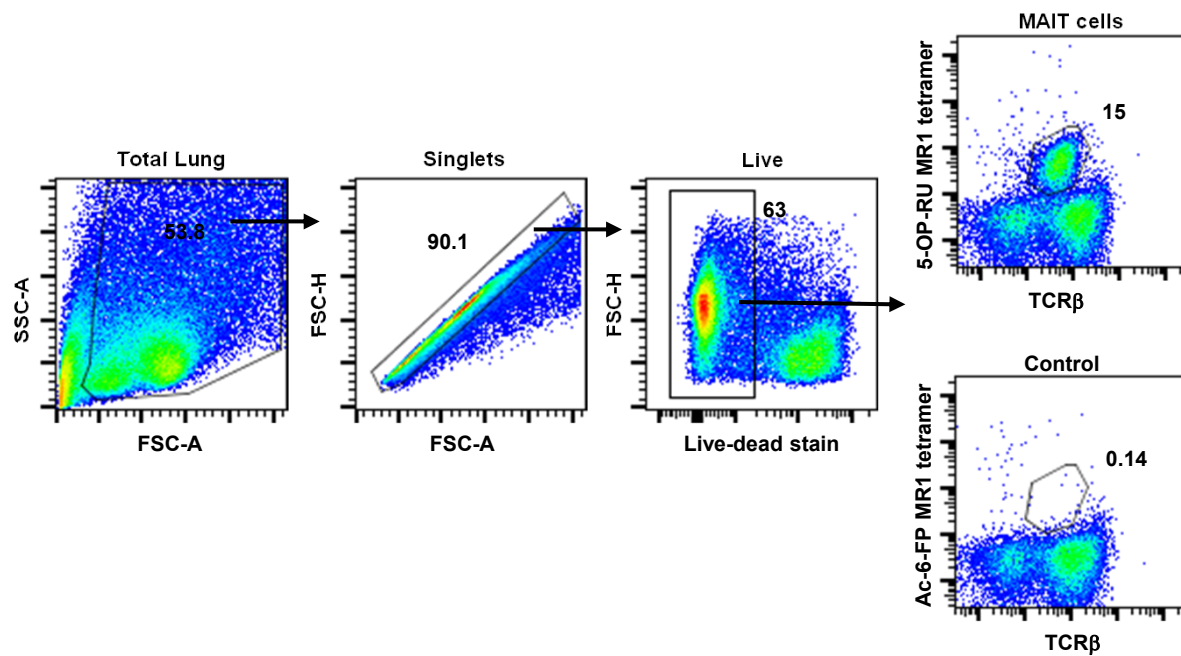 Total Lung
53.8
SSC-A
FSC-A
Singlets
90.1
FSC-H
FSC-A
Live
63
FSC-H
Live-dead stain
MAIT cells
15
5-OP-RU MR1 tetramer
TCRβ
Control
0.14
Ac-6-FP MR1 tetramer
TCRβ